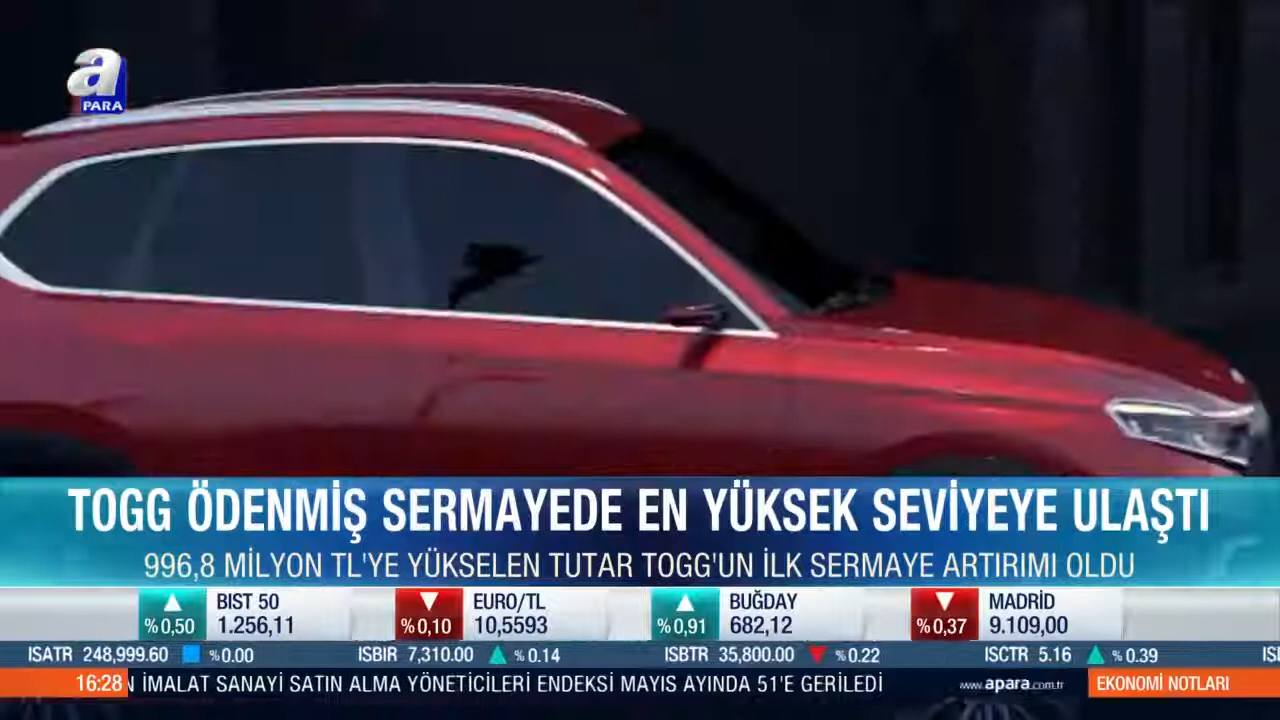 a
PARA
TOGG ÖDENMİŞ SERMAYEDE EN YÜKSEK SEVİYEYE ULAŞTI
996,8 MİLYON TL'YE YÜKSELEN TUTAR TOGG'UN İLK SERMAYE ARTIRIMI OLDU
BIST 50 EURO/TL BUĞDAY MADRİD
%0,50 1.256,11 %0,10 10,5593 %0,91 682,12 %0,37 9.109,00
ISATR 248,999.60 %0.00 ISBIR 7,310.00 %0.14 ISBTR 35,800.00 %0.22 ISCTR 5.16 %0.39
16:28 N İMALAT SANAYİ SATIN ALMA YÖNETİCİLERİ ENDEKSİ MAYIS AYINDA 51'E GERİLEDİ www.apara.com.tr EKONOMİ NOTLARI